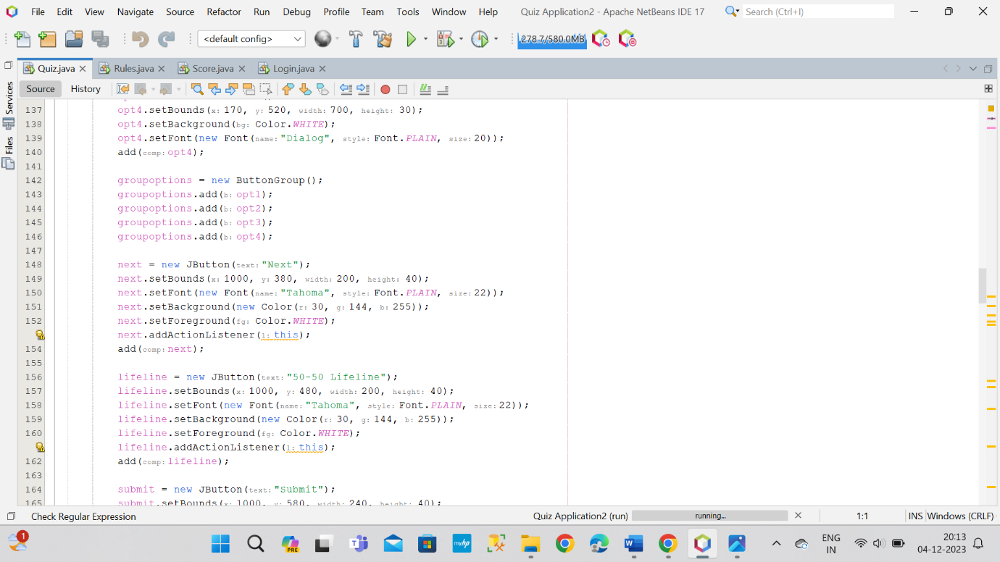 File Edit View Navigate Source Refactor Run Debug Profile Team Tools Window Help Quiz Application2 - Apache NetBeans IDE 17 Search (Ctrl+I)
<default config> 278.7/580.0MB
Services
Files
Quiz.java Rules.java Score.java Login.java
Source History
137 opt4.setBounds(x: 170, y: 520, width: 700, height: 30);
138 opt4.setBackground(bg: Color.WHITE);
139 opt4.setFont(new Font(name: "Dialog", style: Font.PLAIN, size: 20));
140 add(comp: opt4);
141
142 groupoptions = new ButtonGroup();
143 groupoptions.add(b: opt1);
144 groupoptions.add(b: opt2);
145 groupoptions.add(b: opt3);
146 groupoptions.add(b: opt4);
147
148 next = new JButton(text: "Next");
149 next.setBounds(x: 1000, y: 380, width: 200, height: 40);
150 next.setFont(new Font(name: "Tahoma", style: Font.PLAIN, size: 22));
151 next.setBackground(new Color(r: 30, g: 144, b: 255));
152 next.setForeground(fg: Color.WHITE);
next.addActionListener(l: this);
154 add(comp: next);
155
156 lifeline = new JButton(text: "50-50 Lifeline");
157 lifeline.setBounds(x: 1000, y: 480, width: 200, height: 40);
158 lifeline.setFont(new Font(name: "Tahoma", style: Font.PLAIN, size: 22));
159 lifeline.setBackground(new Color(r: 30, g: 144, b: 255));
160 lifeline.setForeground(fg: Color.WHITE);
lifeline.addActionListener(l: this);
162 add(comp: lifeline);
163
164 submit = new JButton(text: "Submit");
165 submit.setBounds(x: 1000, y: 580, width: 240, height: 40);
Check Regular Expression Quiz Application2 (run) running... 1:1 INS Windows (CRLF)
1 PRE myhp ENG IN 20:13 04-12-2023